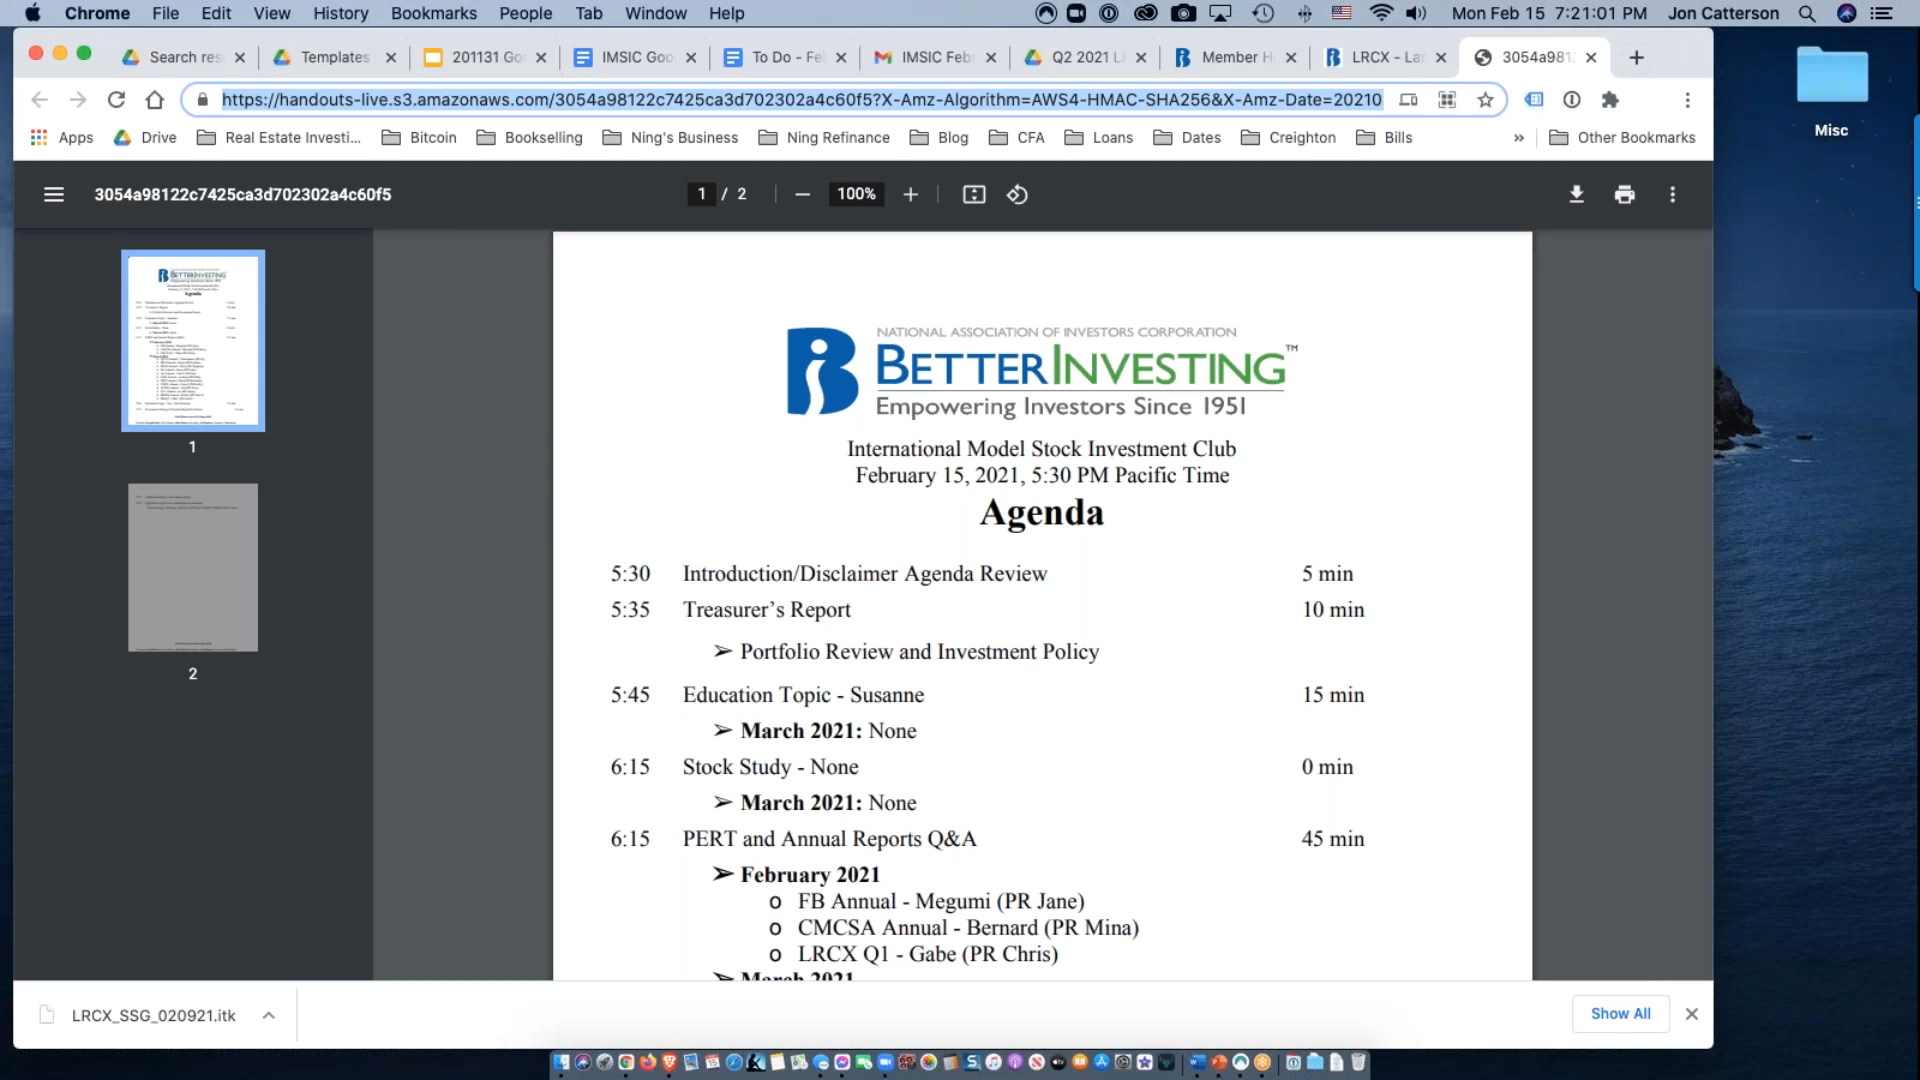 Chrome File Edit View History Bookmarks People Tab Window Help Mon Feb 15 7:21:01 PM Jon Catterson
Search res Templates 201131 Go IMSIC Goo To Do - Fe IMSIC Feb Q2 2021 L Member H LRCX - La 3054a981
https://handouts-live.s3.amazonaws.com/3054a98122c7425ca3d702302a4c60f5?X-Amz-Algorithm=AWS4-HMAC-SHA256&X-Amz-Date=20210
Apps Drive Real Estate Investi... Bitcoin Bookselling Ning's Business Ning Refinance Blog CFA Loans Dates Creighton Bills » Other Bookmarks
Misc
3054a98122c7425ca3d702302a4c60f5 1 / 2 100%
NATIONAL ASSOCIATION OF INVESTORS CORPORATION
BETTERINVESTING™
Empowering Investors Since 1951
International Model Stock Investment Club
February 15, 2021, 5:30 PM Pacific Time
Agenda
5:30 Introduction/Disclaimer Agenda Review 5 min
5:35 Treasurer's Report 10 min
➢ Portfolio Review and Investment Policy
5:45 Education Topic - Susanne 15 min
➢ March 2021: None
6:15 Stock Study - None 0 min
➢ March 2021: None
6:15 PERT and Annual Reports Q&A 45 min
➢ February 2021
o FB Annual - Megumi (PR Jane)
o CMCSA Annual - Bernard (PR Mina)
o LRCX Q1 - Gabe (PR Chris)
➢ March 2021
1
2
LRCX_SSG_020921.itk
Show All